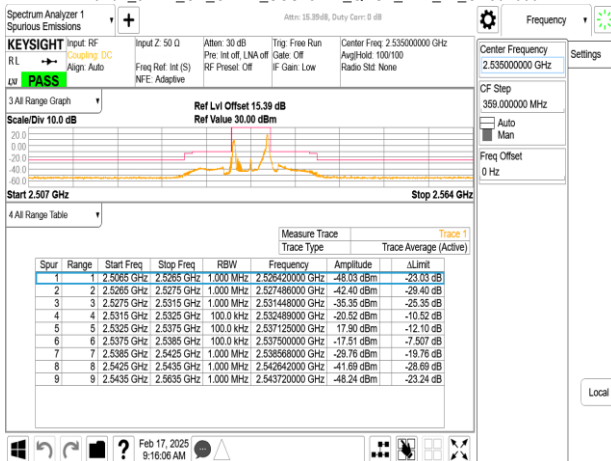 Spectrum Analyzer 1
Spurious Emissions
Attn: 15.39dB, Duty Corr: 0 dB
Frequency
KEYSIGHT
RL
LXI
PASS
Input: RF
Coupling: DC
Align: Auto
Input Z: 50 Ω
Freq Ref: Int (S)
NFE: Adaptive
Atten: 30 dB
Pre: Int off, LNA off
RF Preset: Off
Trig: Free Run
Gate: Off
IF Gain: Low
Center Freq: 2.535000000 GHz
Avg|Hold: 100/100
Radio Std: None
Center Frequency
2.535000000 GHz
Settings
CF Step
359.000000 MHz
Auto
Man
Freq Offset
0 Hz
3 All Range Graph
Scale/Div 10.0 dB
Ref Lvl Offset 15.39 dB
Ref Value 30.00 dBm
20.0
0.00
-20.0
-40.0
-60.0
Start 2.507 GHz
Stop 2.564 GHz
4 All Range Table
Measure Trace Trace 1
Trace Type Trace Average (Active)
Spur Range Start Freq Stop Freq RBW Frequency Amplitude ΔLimit
1 1 2.5065 GHz 2.5265 GHz 1.000 MHz 2.526420000 GHz -48.03 dBm -23.03 dB
2 2 2.5265 GHz 2.5275 GHz 1.000 MHz 2.527486000 GHz -42.40 dBm -29.40 dB
3 3 2.5275 GHz 2.5315 GHz 1.000 MHz 2.531448000 GHz -35.35 dBm -25.35 dB
4 4 2.5315 GHz 2.5325 GHz 100.0 kHz 2.532489000 GHz -20.52 dBm -10.52 dB
5 5 2.5325 GHz 2.5375 GHz 100.0 kHz 2.537125000 GHz 17.90 dBm -12.10 dB
6 6 2.5375 GHz 2.5385 GHz 100.0 kHz 2.537500000 GHz -17.51 dBm -7.507 dB
7 7 2.5385 GHz 2.5425 GHz 1.000 MHz 2.538568000 GHz -29.76 dBm -19.76 dB
8 8 2.5425 GHz 2.5435 GHz 1.000 MHz 2.542642000 GHz -41.69 dBm -28.69 dB
9 9 2.5435 GHz 2.5635 GHz 1.000 MHz 2.543720000 GHz -48.24 dBm -23.24 dB
Local
Feb 17, 2025
9:16:06 AM